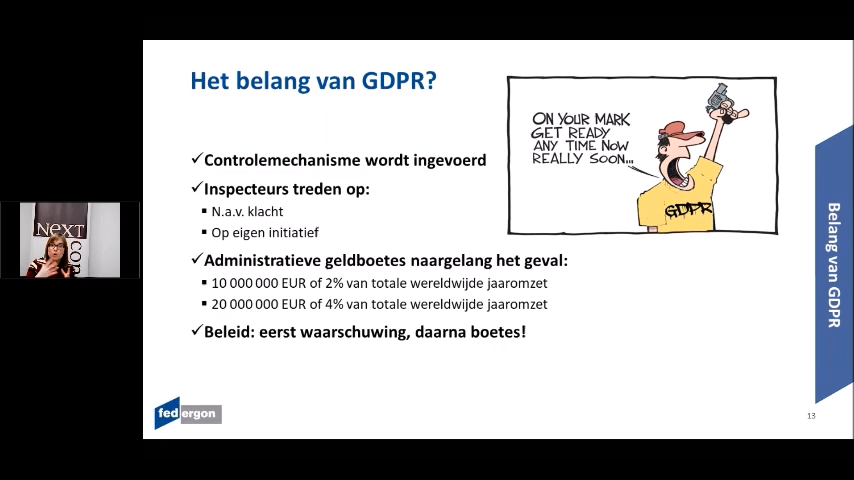 Het belang van GDPR?
ON YOUR MARK
GET READY
ANY TIME NOW
REALLY SOON...
GDPR
✓Controlemechanisme wordt ingevoerd
✓Inspecteurs treden op:
▪ N.a.v. klacht
▪ Op eigen initiatief
✓Administratieve geldboetes naargelang het geval:
▪ 10 000 000 EUR of 2% van totale wereldwijde jaaromzet
▪ 20 000 000 EUR of 4% van totale wereldwijde jaaromzet
✓Beleid: eerst waarschuwing, daarna boetes!
Belang van GDPR
NEXT
con
federgon
13